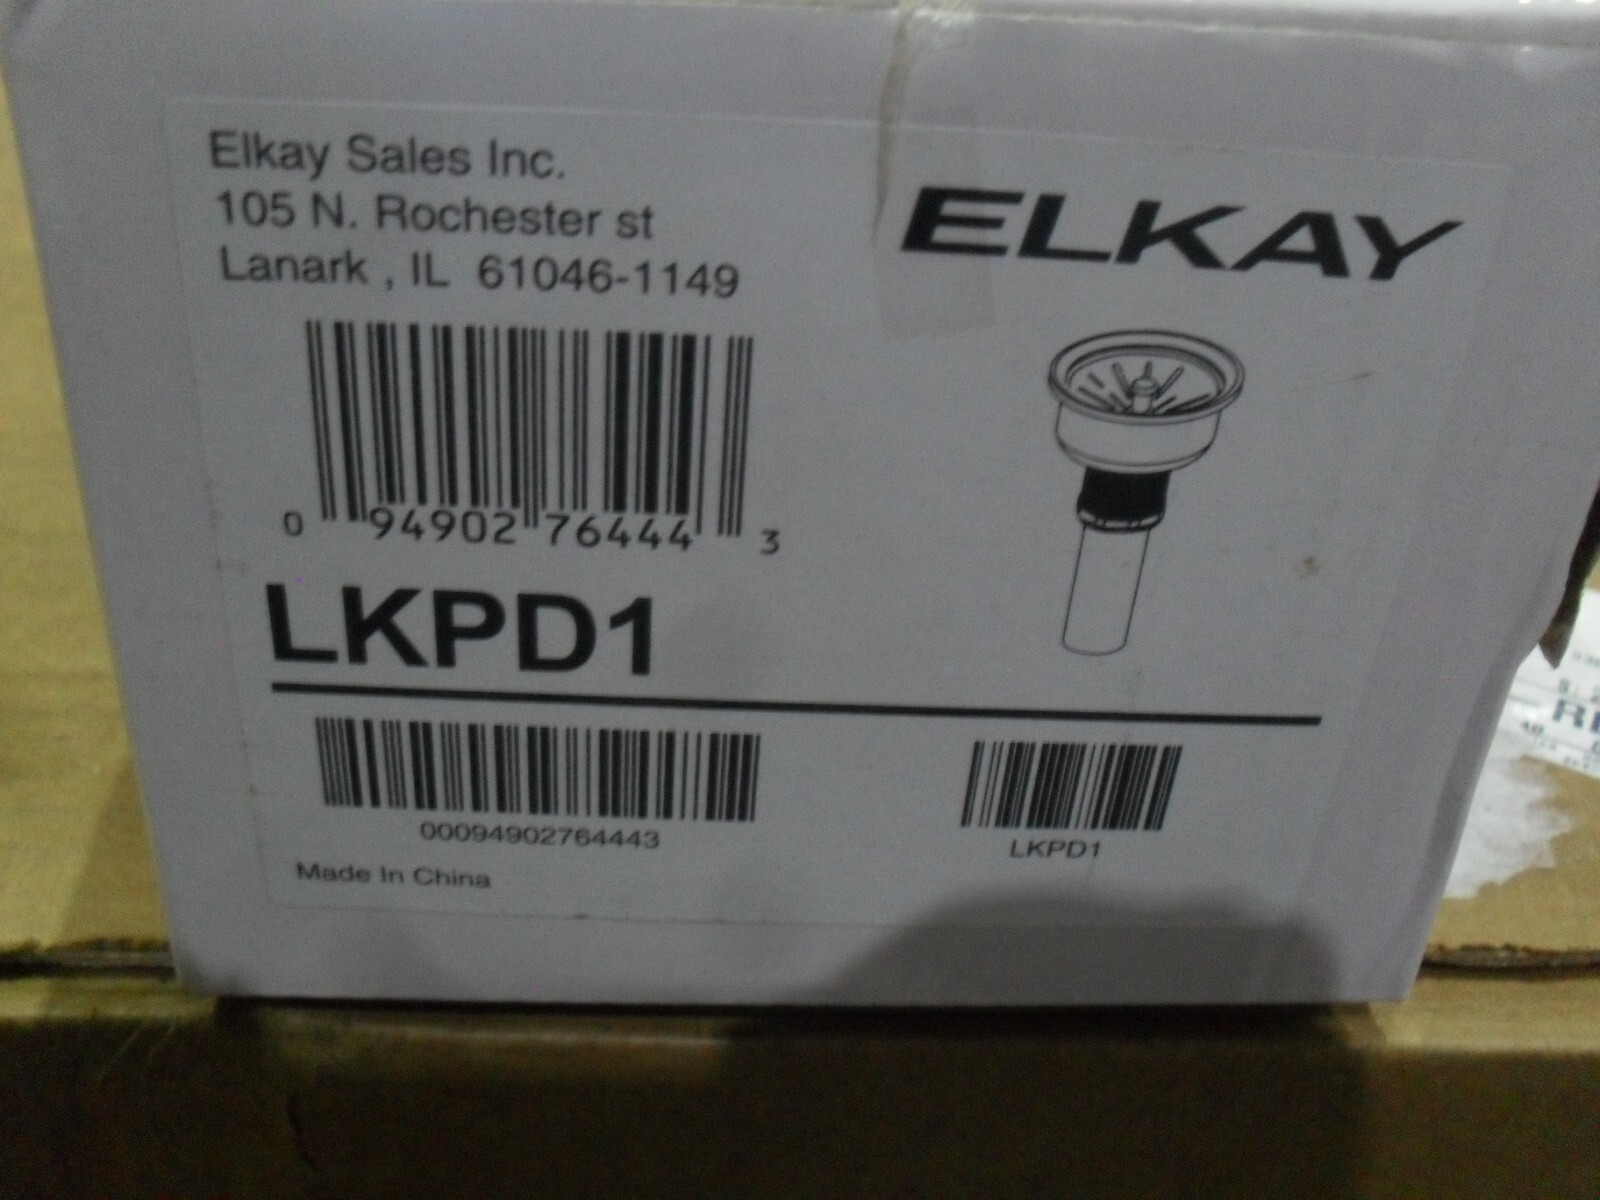 Elkay Sales Inc.
105 N. Rochester st
Lanark , IL 61046-1149
ELKAY
0 94902 76444 3
LKPD1
00094902764443
LKPD1
Made In China